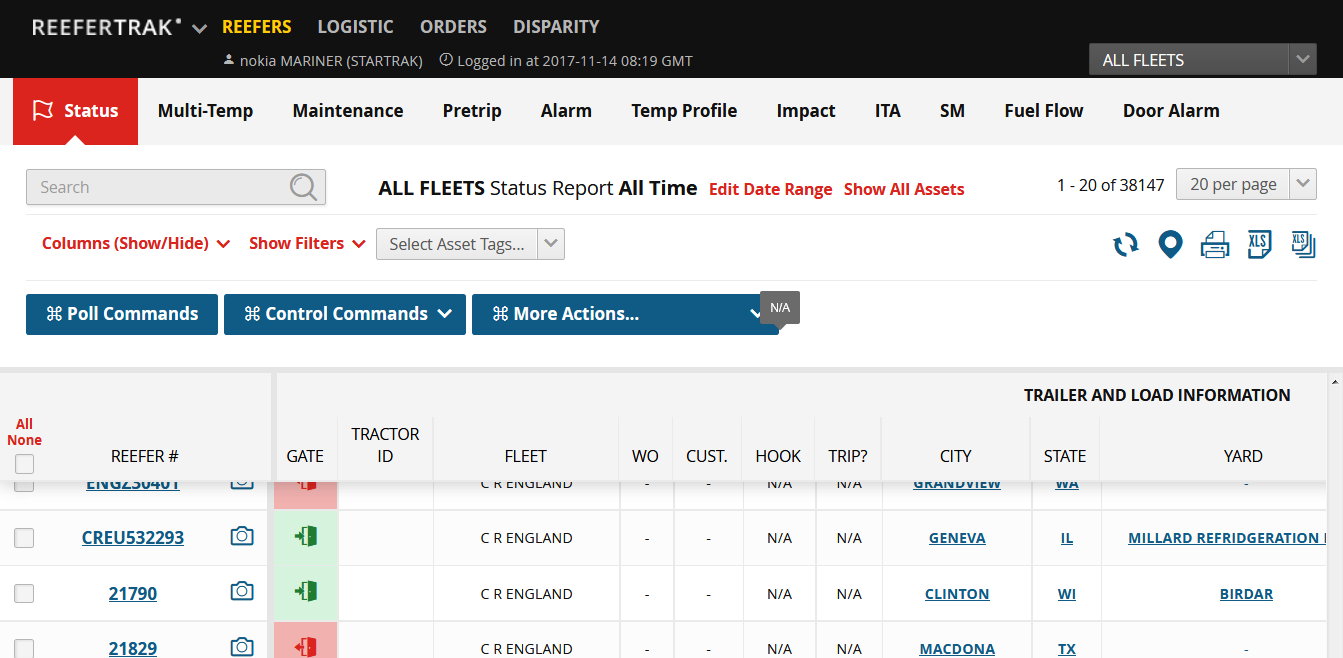 REEFERTRAK REEFERS LOGISTIC ORDERS DISPARITY
nokia MARINER (STARTRAK) Logged in at 2017-11-14 08:19 GMT
ALL FLEETS
Status Multi-Temp Maintenance Pretrip Alarm Temp Profile Impact ITA SM Fuel Flow Door Alarm
Search ALL FLEETS Status Report All Time Edit Date Range Show All Assets 1 - 20 of 38147 20 per page
Columns (Show/Hide) Show Filters Select Asset Tags... XLS XLS
⌘ Poll Commands ⌘ Control Commands ⌘ More Actions... N/A
TRAILER AND LOAD INFORMATION
All
None
REEFER # GATE TRACTOR ID FLEET WO CUST. HOOK TRIP? CITY STATE YARD
ENGZ30401 C R ENGLAND - - N/A N/A GRANDVIEW WA -
CREU532293 C R ENGLAND - - N/A N/A GENEVA IL MILLARD REFRIDGERATION
21790 C R ENGLAND - - N/A N/A CLINTON WI BIRDAR
21829 C R ENGLAND - - N/A N/A MACDONA TX -